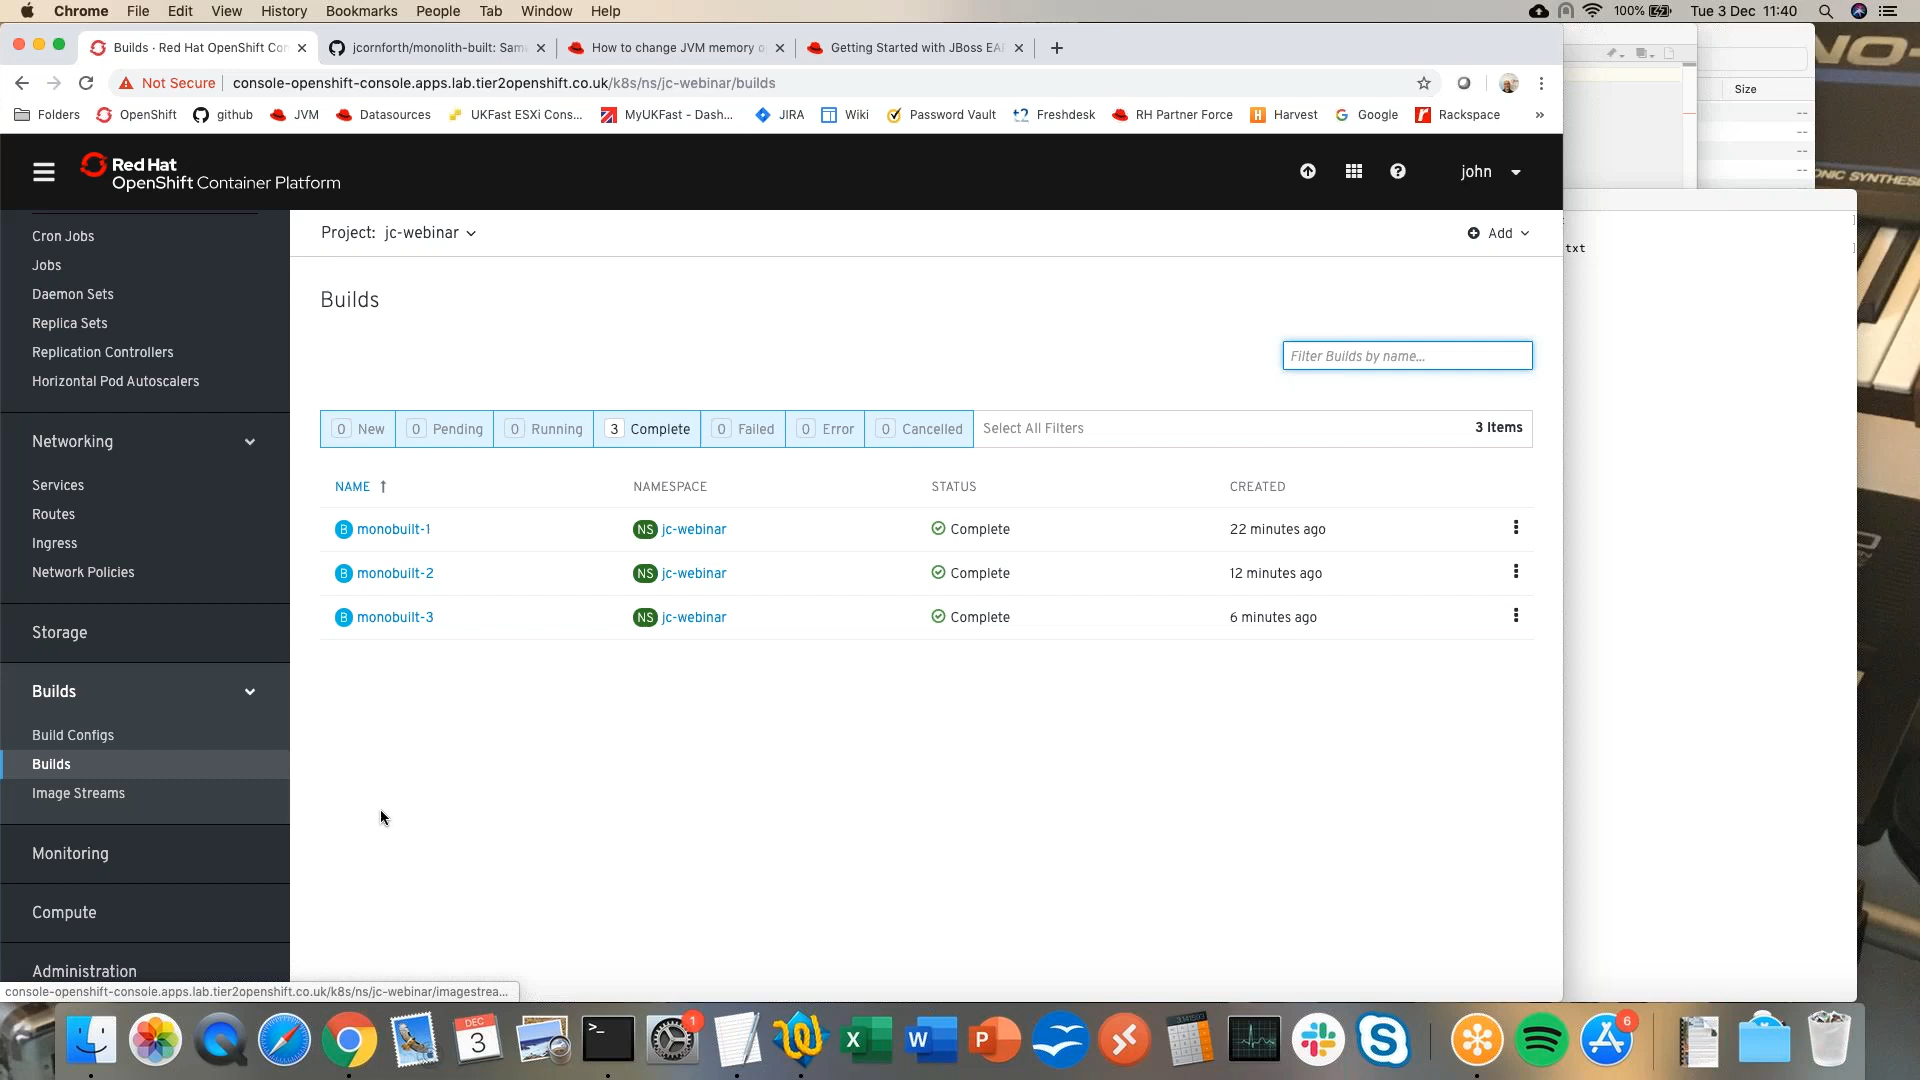 Chrome File Edit View History Bookmarks People Tab Window Help 100% Tue 3 Dec 11:40
Builds · Red Hat OpenShift Con
jcornforth/monolith-built: Sam
How to change JVM memory o
Getting Started with JBoss EA
Not Secure console-openshift-console.apps.lab.tier2openshift.co.uk/k8s/ns/jc-webinar/builds
Folders OpenShift github JVM Datasources UKFast ESXi Cons... MyUKFast - Dash... JIRA Wiki Password Vault Freshdesk RH Partner Force Harvest Google Rackspace »
Size
NO-
ONIC SYNTHESI
Red Hat
OpenShift Container Platform
john
txt
Project: jc-webinar
Add
Cron Jobs
Jobs
Daemon Sets
Replica Sets
Replication Controllers
Horizontal Pod Autoscalers
Networking
Services
Routes
Ingress
Network Policies
Storage
Builds
Build Configs
Builds
Image Streams
Monitoring
Compute
Administration
Builds
Filter Builds by name...
0 New 0 Pending 0 Running 3 Complete 0 Failed 0 Error 0 Cancelled Select All Filters 3 Items
NAME NAMESPACE STATUS CREATED
B monobuilt-1 NS jc-webinar Complete 22 minutes ago
B monobuilt-2 NS jc-webinar Complete 12 minutes ago
B monobuilt-3 NS jc-webinar Complete 6 minutes ago
console-openshift-console.apps.lab.tier2openshift.co.uk/k8s/ns/jc-webinar/imagestrea...
DEC
3
1
6